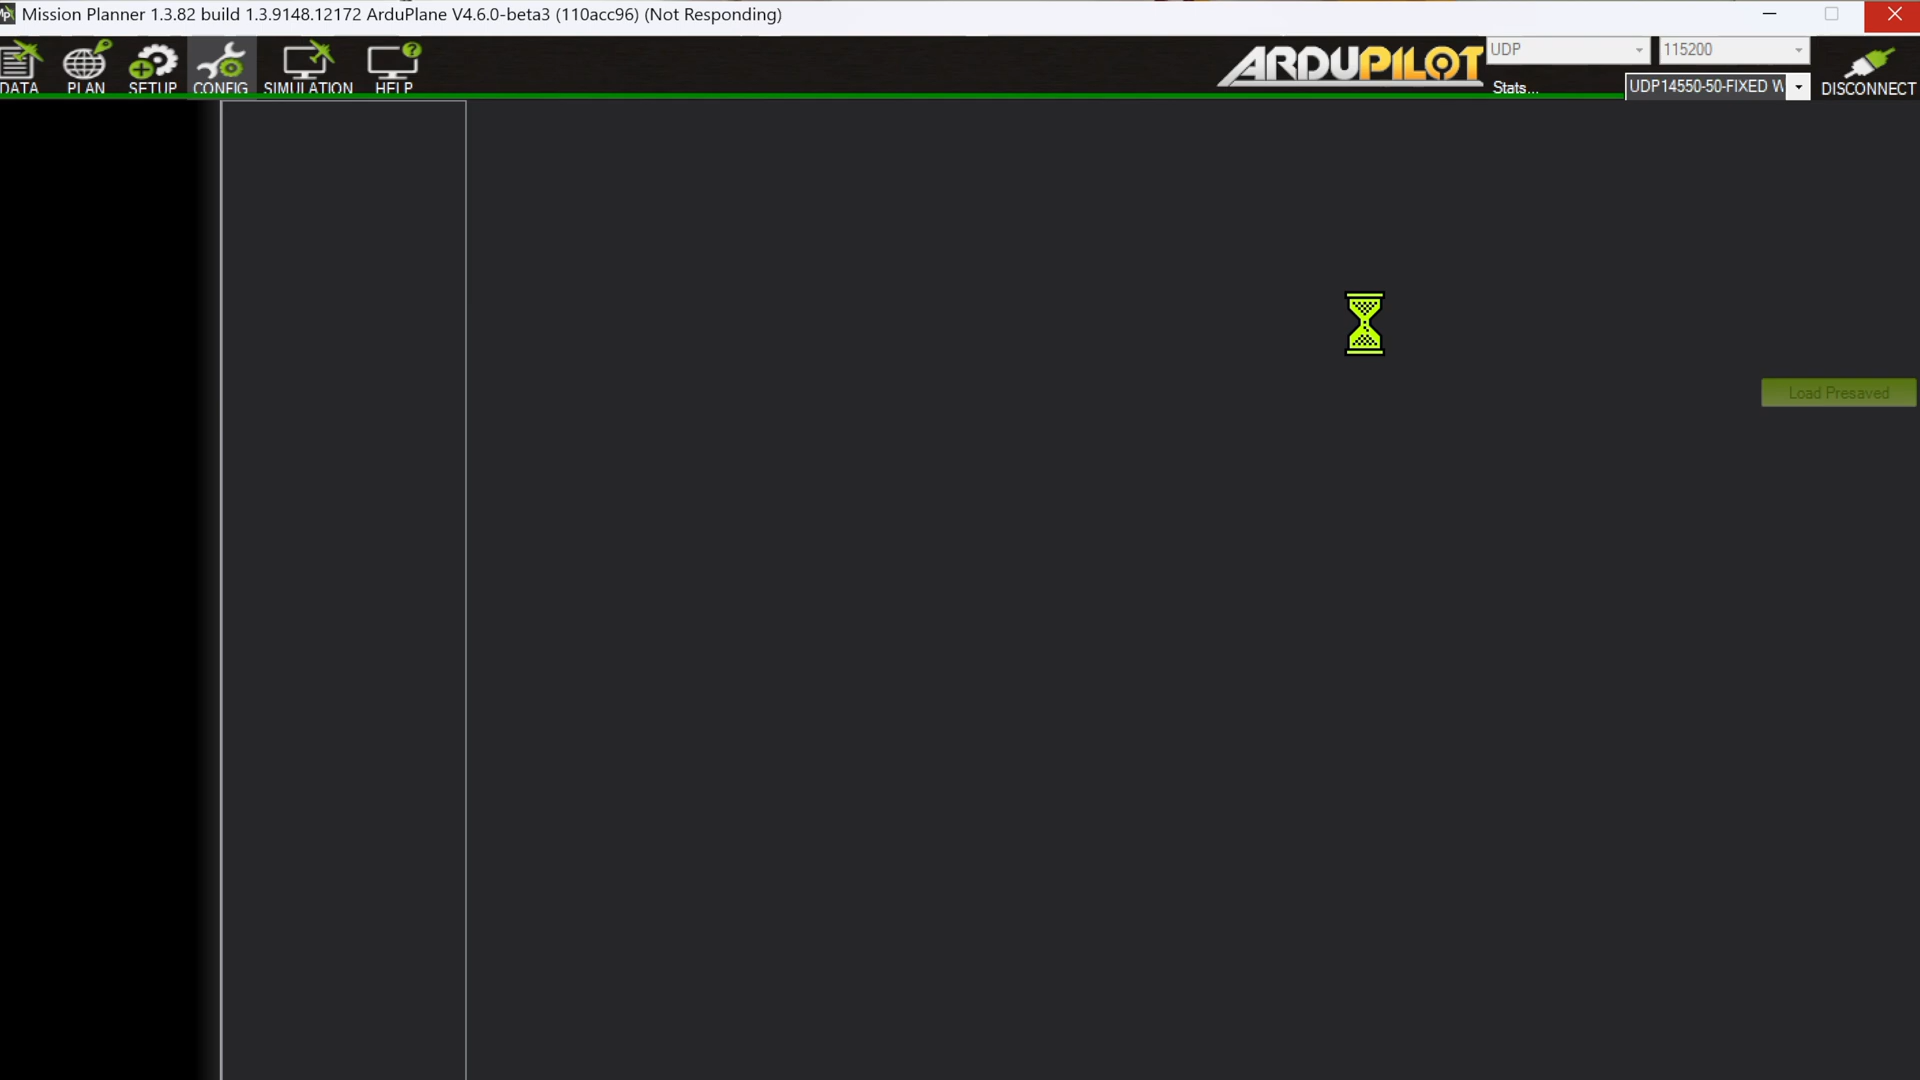 Mission Planner 1.3.82 build 1.3.9148.12172 ArduPlane V4.6.0-beta3 (110acc96) (Not Responding)
DATA PLAN SETUP CONFIG SIMULATION HELP
ARDUPILOT
UDP 115200
Stats... UDP14550-50-FIXED W DISCONNECT
Load Presaved